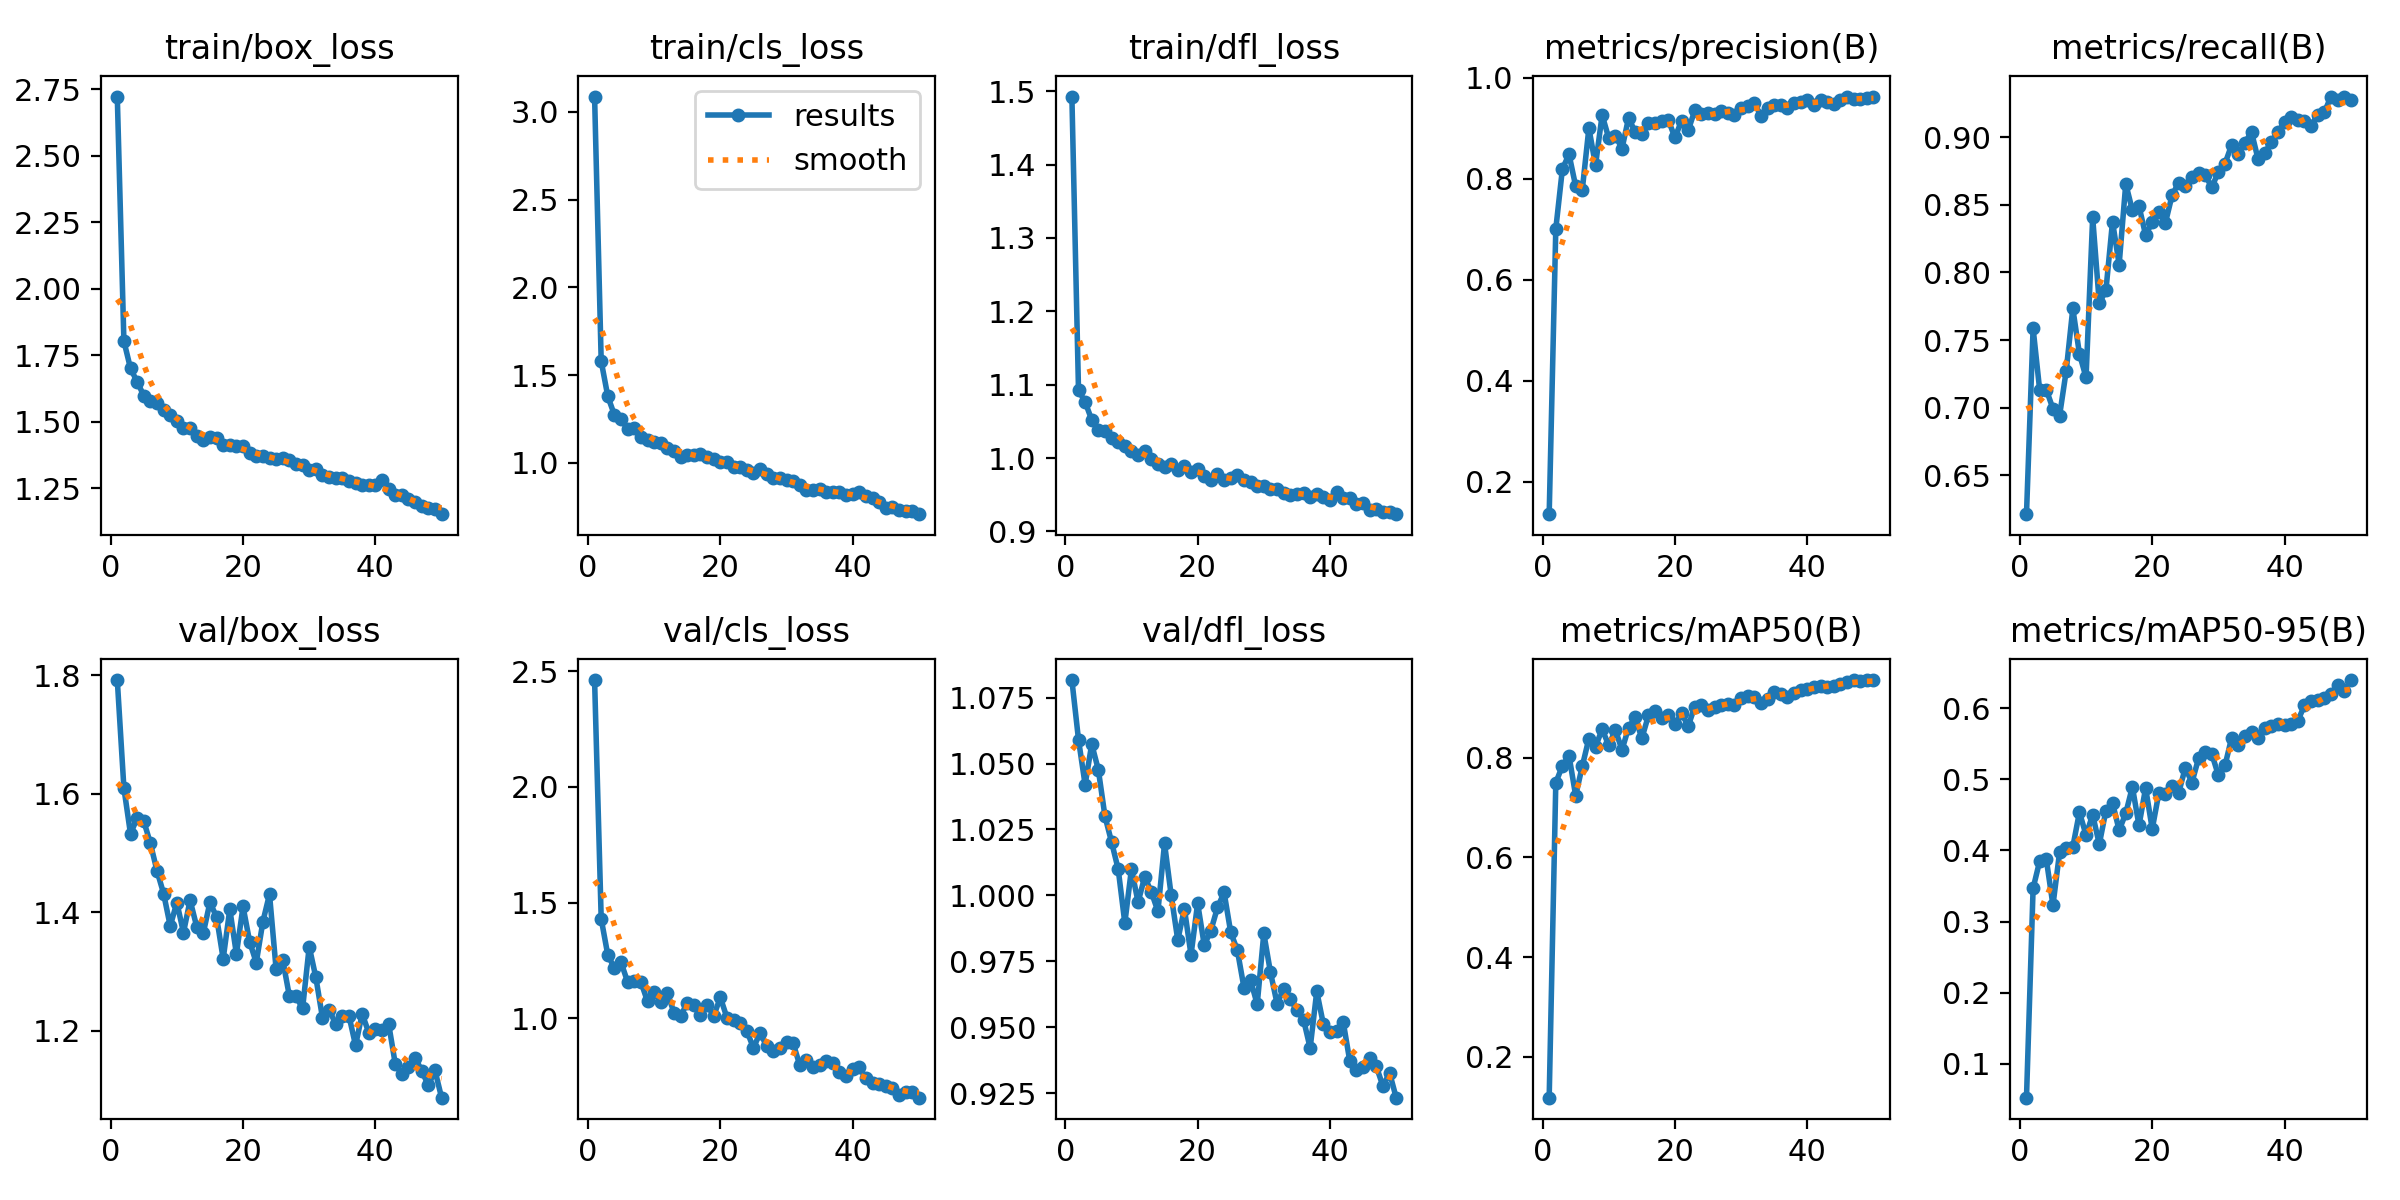 train/box_loss
2.75
2.50
2.25
2.00
1.75
1.50
1.25
0 20 40
train/cls_loss
results
smooth
3.0
2.5
2.0
1.5
1.0
0 20 40
train/dfl_loss
1.5
1.4
1.3
1.2
1.1
1.0
0.9
0 20 40
metrics/precision(B)
1.0
0.8
0.6
0.4
0.2
0 20 40
metrics/recall(B)
0.90
0.85
0.80
0.75
0.70
0.65
0 20 40
val/box_loss
1.8
1.6
1.4
1.2
0 20 40
val/cls_loss
2.5
2.0
1.5
1.0
0 20 40
val/dfl_loss
1.075
1.050
1.025
1.000
0.975
0.950
0.925
0 20 40
metrics/mAP50(B)
0.8
0.6
0.4
0.2
0 20 40
metrics/mAP50-95(B)
0.6
0.5
0.4
0.3
0.2
0.1
0 20 40